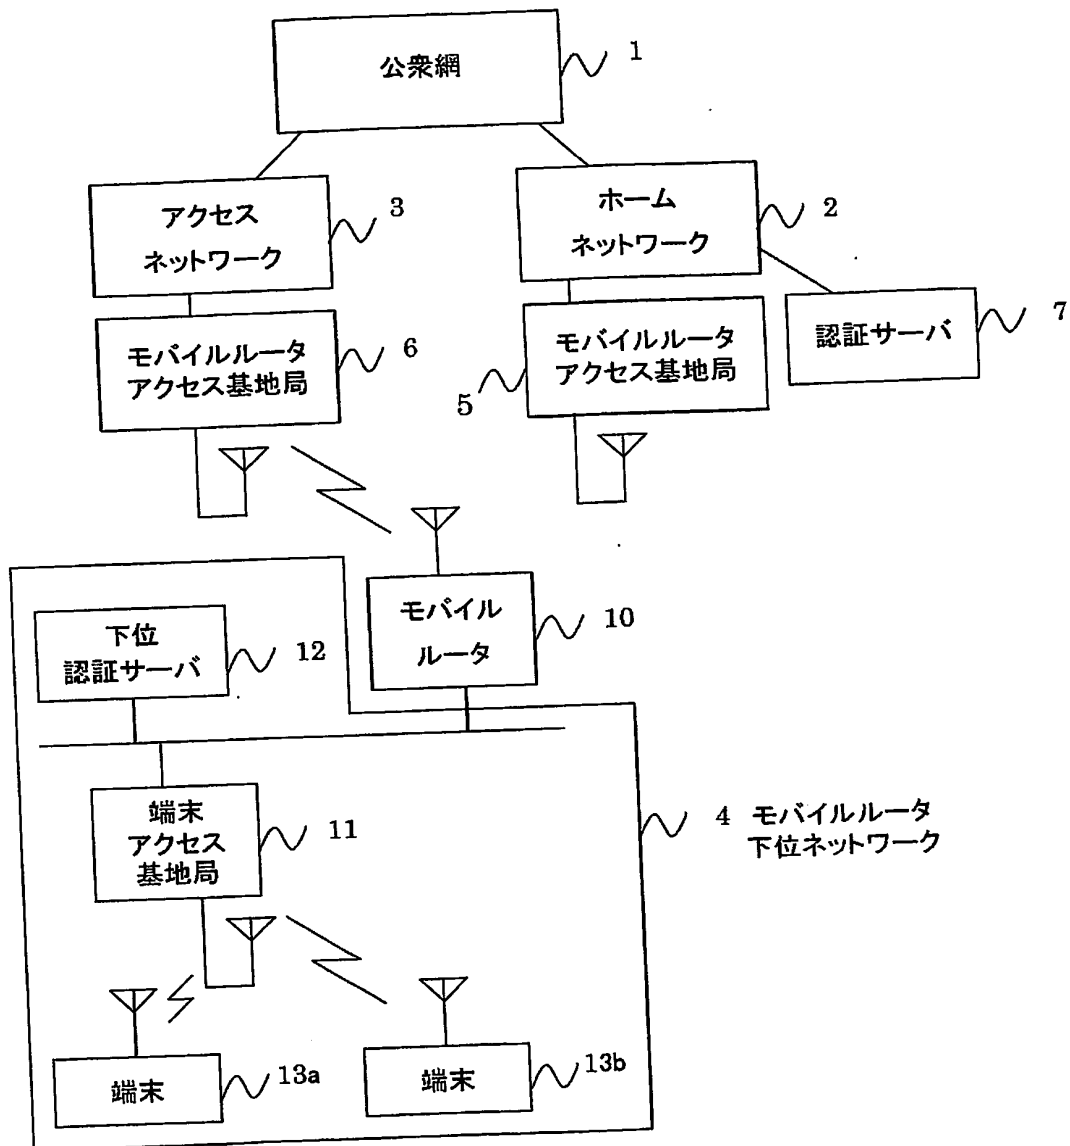 公衆網
1
アクセス
ネットワーク
3
ホーム
ネットワーク
2
モバイルルータ
アクセス基地局
6
モバイルルータ
アクセス基地局
5
認証サーバ
7
モバイル
ルータ
10
下位
認証サーバ
12
端末
アクセス
基地局
11
4 モバイルルータ
下位ネットワーク
端末
13a
端末
13b